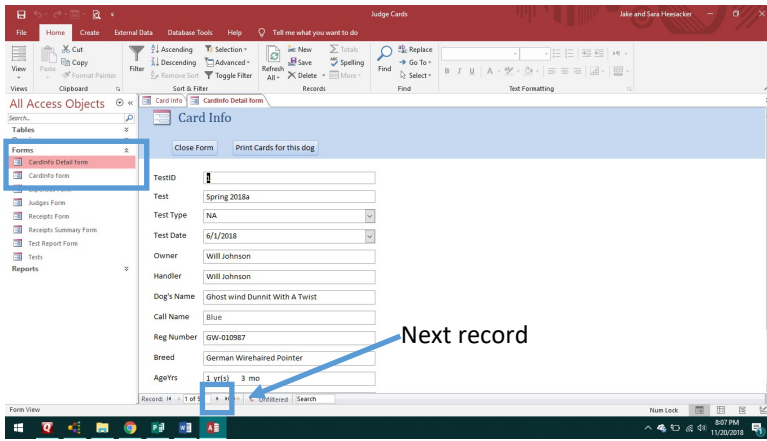 Judge Cards
Jake and Sara Heesacker
File Home Create External Data Database Tools Help Tell me what you want to do
View
Views
Paste
Cut
Copy
Format Painter
Clipboard
Filter
Ascending
Descending
Remove Sort
Selection
Advanced
Toggle Filter
Sort & Filter
Refresh All
New
Save
Delete
Totals
Spelling
More
Records
Find
Replace
Go To
Select
Find
B I U A
Text Formatting
All Access Objects
Search...
Tables
Forms
CardInfo Detail form
CardInfo form
Judges Form
Receipts Form
Receipts Summary Form
Test Report Form
Tests
Reports
Card Info
CardInfo Detail form
Card Info
Close Form
Print Cards for this dog
TestID 1
Test Spring 2018a
Test Type NA
Test Date 6/1/2018
Owner Will Johnson
Handler Will Johnson
Dog's Name Ghost wind Dunnit With A Twist
Call Name Blue
Reg Number GW-010987
Breed German Wirehaired Pointer
AgeYrs 1 yr(s) 3 mo
Next record
Record: 1 of 5 Unfiltered Search
Form View
Num Lock
8:07 PM
11/20/2018